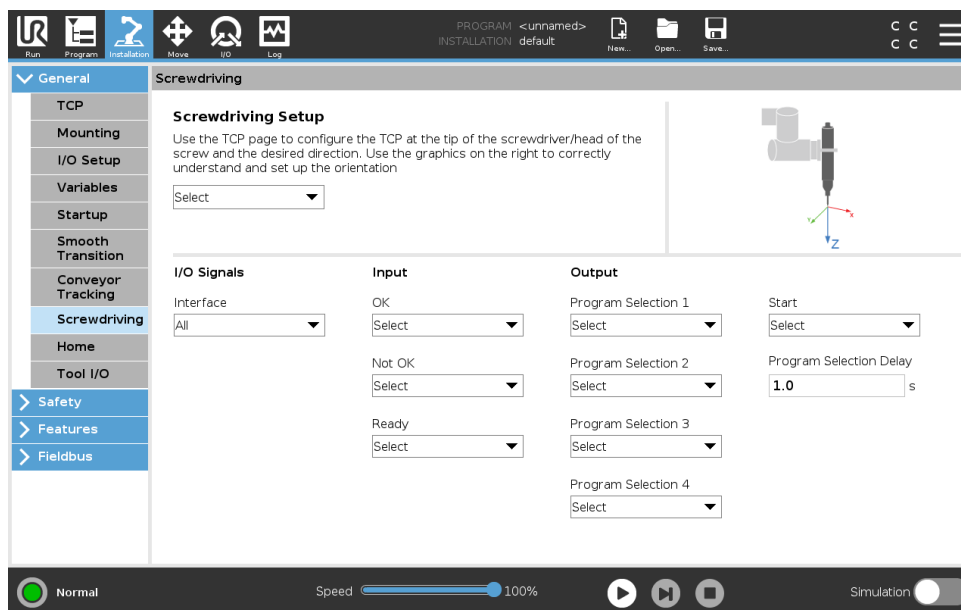 PROGRAM <unnamed>
INSTALLATION default
C C
C C
UR
Run
Program
Installation
Move
I/O
Log
New...
Open...
Save...
General
TCP
Mounting
I/O Setup
Variables
Startup
Smooth
Transition
Conveyor
Tracking
Screwdriving
Home
Tool I/O
Safety
Features
Fieldbus
Screwdriving
Screwdriving Setup
Use the TCP page to configure the TCP at the tip of the screwdriver/head of the
screw and the desired direction. Use the graphics on the right to correctly
understand and set up the orientation
Select
Y
X
Z
I/O Signals
Interface
All
Input
OK
Select
Not OK
Select
Ready
Select
Output
Program Selection 1
Select
Program Selection 2
Select
Program Selection 3
Select
Program Selection 4
Select
Start
Select
Program Selection Delay
1.0 s
Normal
Speed 100%
Simulation